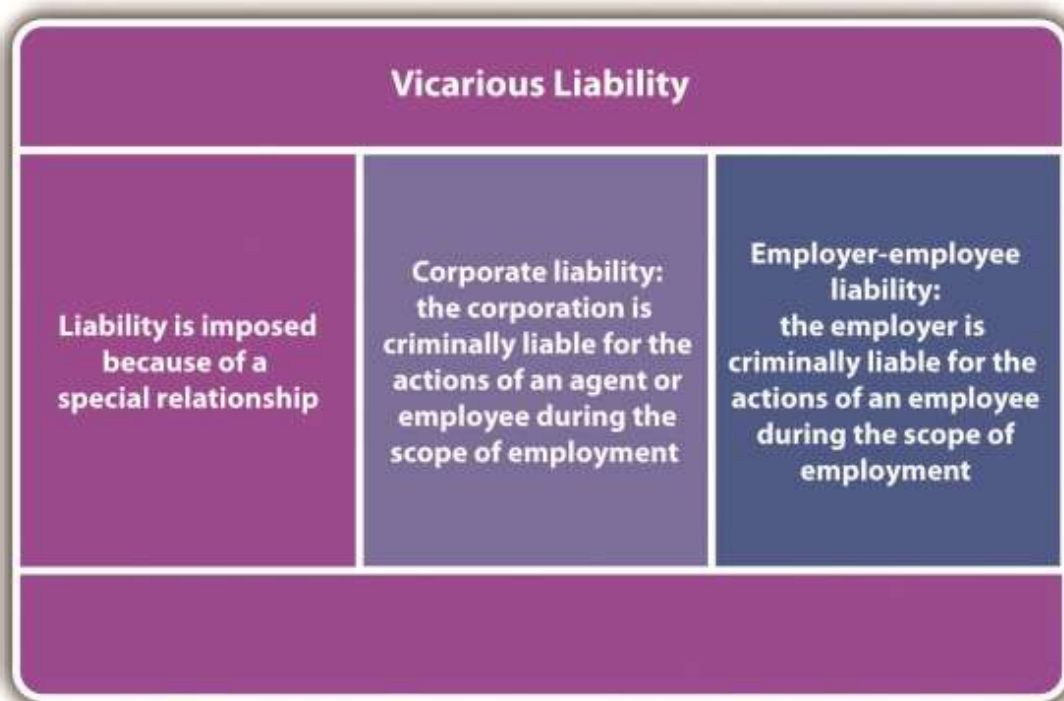 Vicarious Liability
Liability is imposed
because of a
special relationship
Corporate liability:
the corporation is
criminally liable for the
actions of an agent or
employee during the
scope of employment
Employer-employee
liability:
the employer is
criminally liable for the
actions of an employee
during the scope of
employment